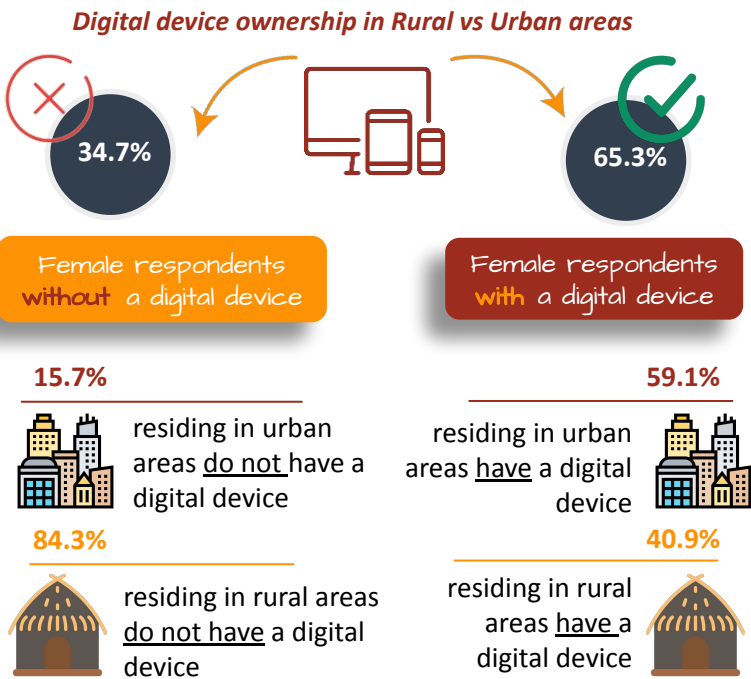 Digital device ownership in Rural vs Urban areas
34.7%
65.3%
Female respondents
without a digital device
Female respondents
with a digital device
15.7%
residing in urban
areas do not have a
digital device
84.3%
residing in rural areas
do not have a digital
device
59.1%
residing in urban
areas have a digital
device
40.9%
residing in rural
areas have a
digital device